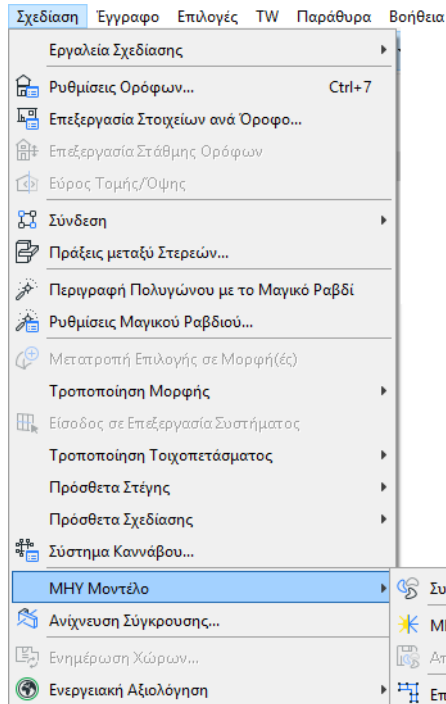 Σχεδίαση Έγγραφο Επιλογές TW Παράθυρα Βοήθεια
Εργαλεία Σχεδίασης
Ρυθμίσεις Ορόφων... Ctrl+7
Επεξεργασία Στοιχείων ανά Όροφο...
Επεξεργασία Στάθμης Ορόφων
Εύρος Τομής/Όψης
Σύνδεση
Πράξεις μεταξύ Στερεών...
Περιγραφή Πολυγώνου με το Μαγικό Ραβδί
Ρυθμίσεις Μαγικού Ραβδιού...
Μετατροπή Επιλογής σε Μορφή(ές)
Τροποποίηση Μορφής
Είσοδος σε Επεξεργασία Συστήματος
Τροποποίηση Τοιχοπετάσματος
Πρόσθετα Στέγης
Πρόσθετα Σχεδίασης
Σύστημα Καννάβου...
ΜΗΥ Μοντέλο
Ανίχνευση Σύγκρουσης...
Ενημέρωση Χώρων...
Ενεργειακή Αξιολόγηση